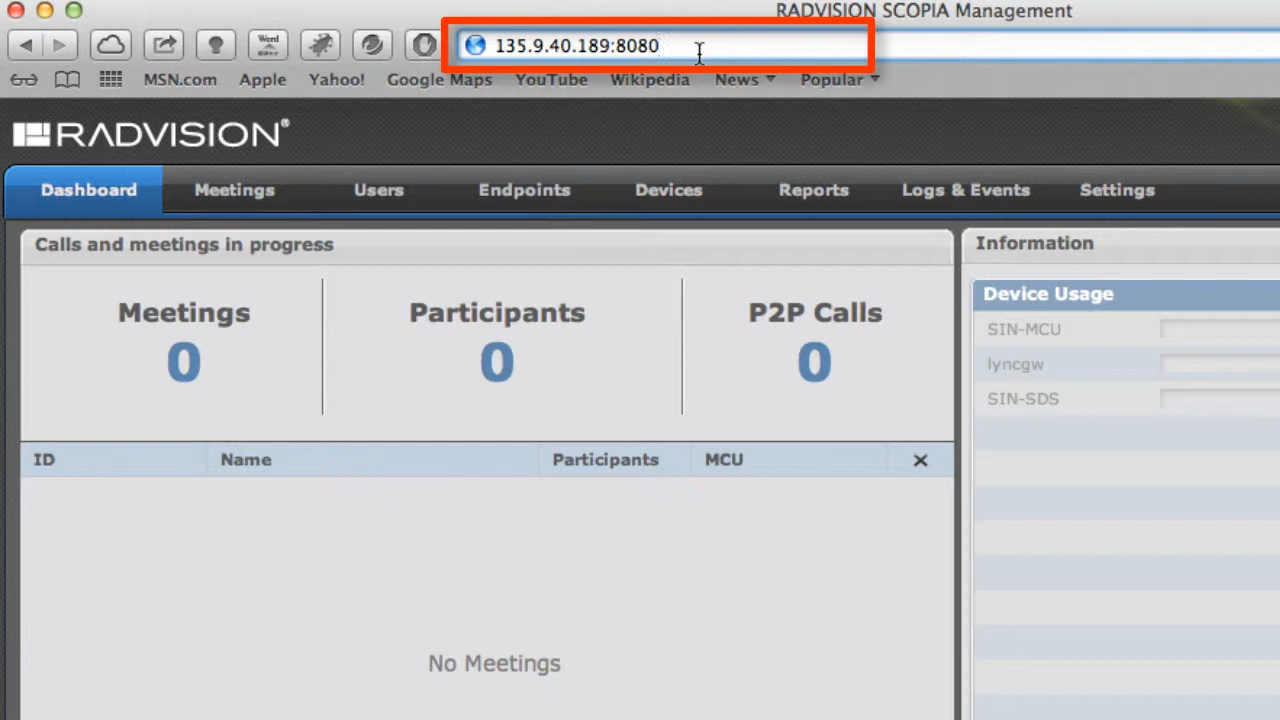 RADVISION SCOPIA Management
135.9.40.189:8080
MSN.com Apple Yahoo! Google Maps YouTube Wikipedia News Popular
RADVISION®
Dashboard Meetings Users Endpoints Devices Reports Logs & Events Settings
Calls and meetings in progress
Meetings Participants P2P Calls
0 0 0
ID Name Participants MCU
No Meetings
Information
Device Usage
SIN-MCU
lyncgw
SIN-SDS